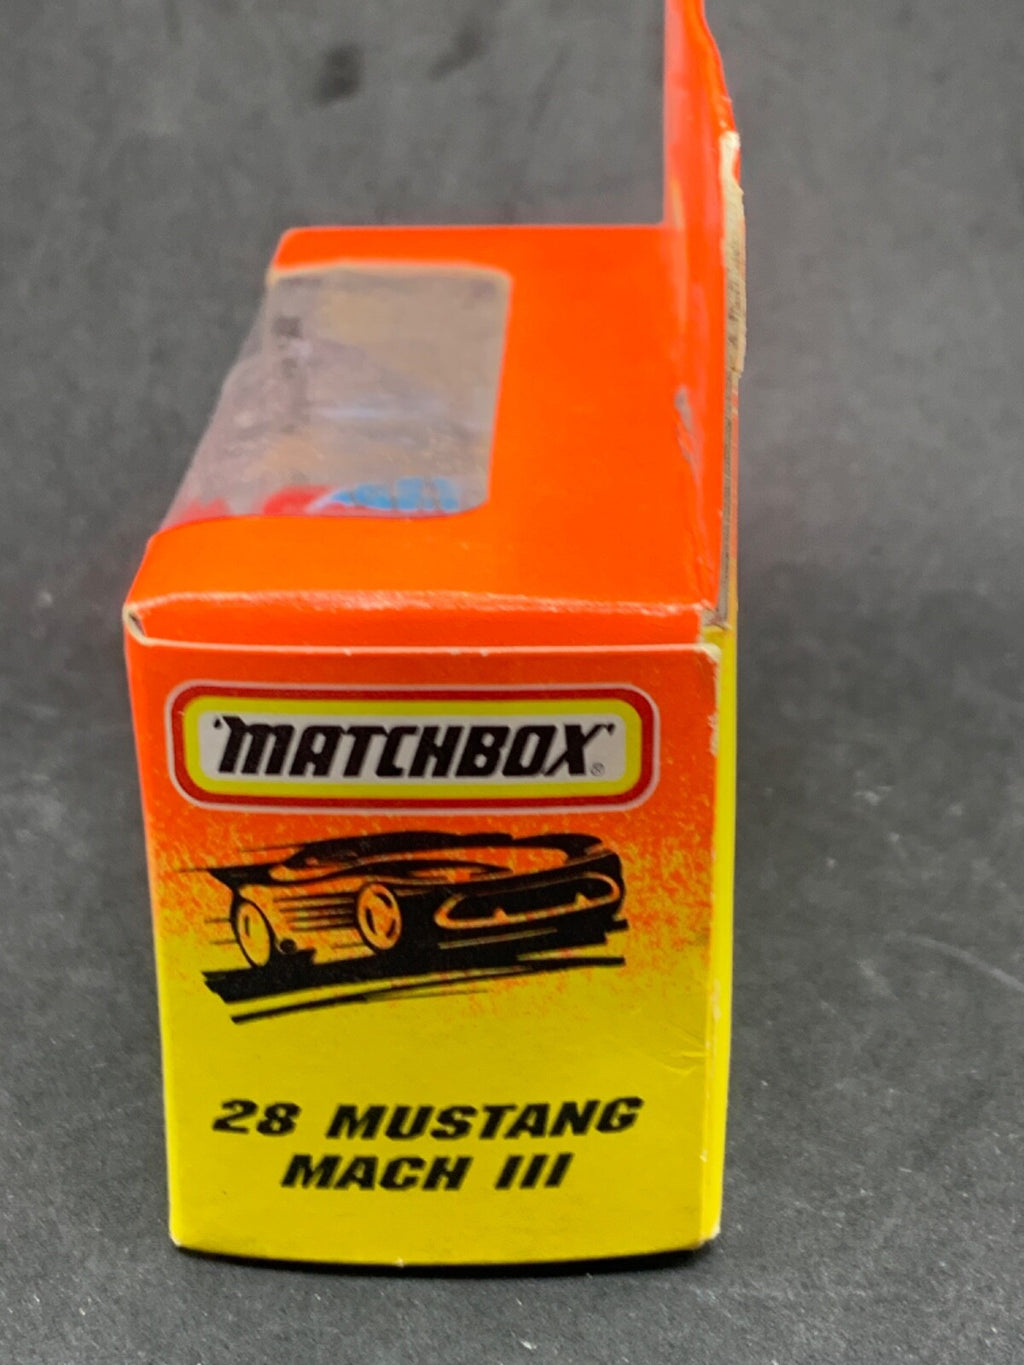 MATCHBOX®
28 MUSTANG
MACH III